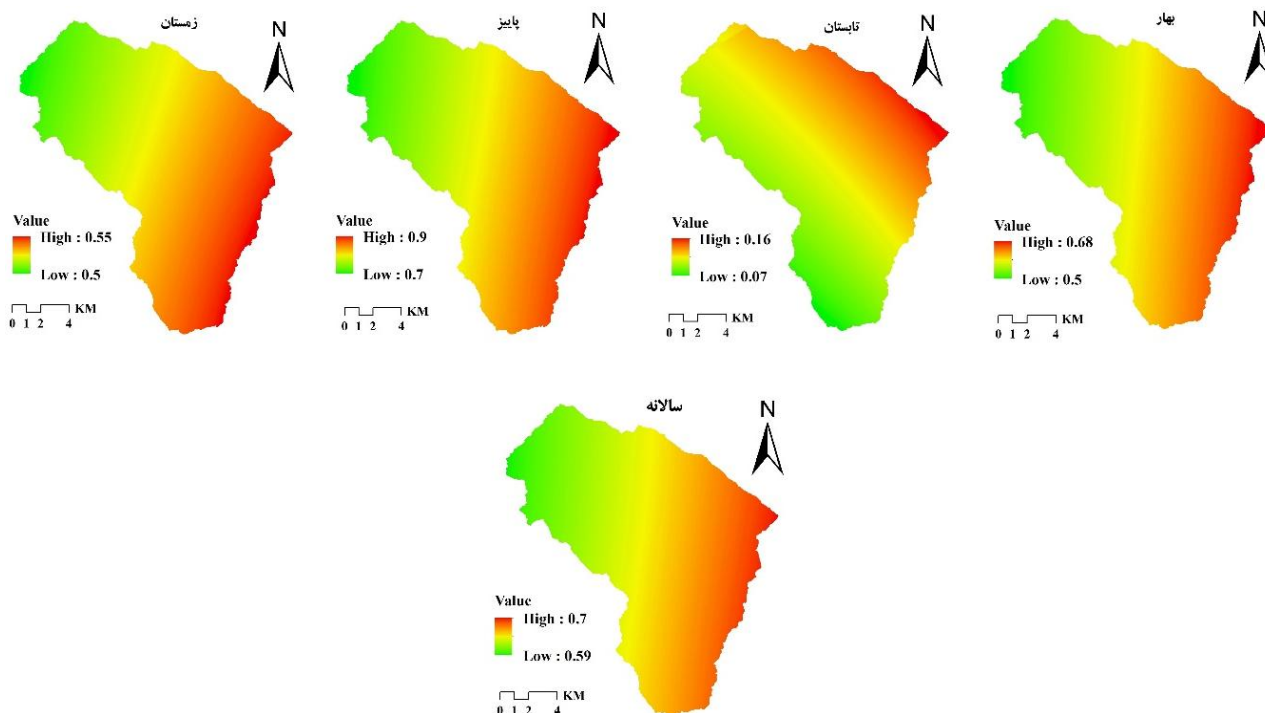 زمستان
N
Value
High : 0.55
Low : 0.5
KM
0 1 2 4
پاییز
N
Value
High : 0.9
Low : 0.7
KM
0 1 2 4
تابستان
N
Value
High : 0.16
Low : 0.07
KM
0 1 2 4
بهار
N
Value
High : 0.68
Low : 0.5
KM
0 1 2 4
سالانه
N
Value
High : 0.7
Low : 0.59
KM
0 1 2 4